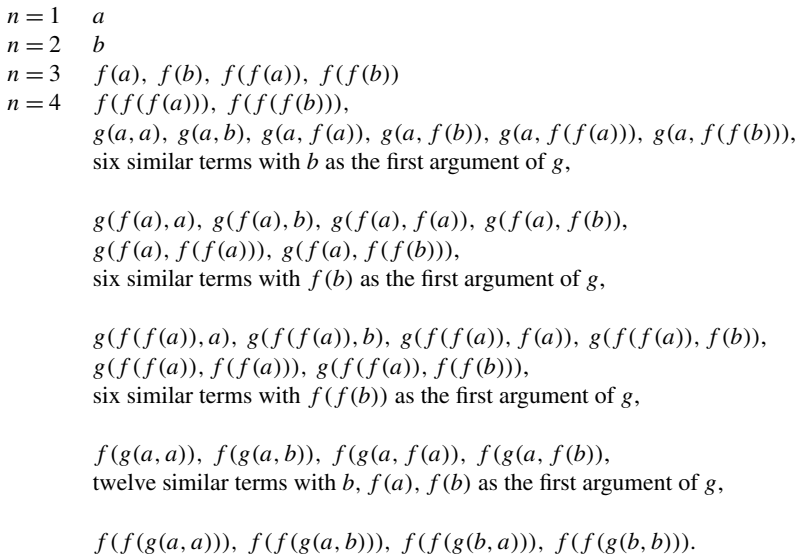 n = 1 a
n = 2 b
n = 3 f(a), f(b), f(f(a)), f(f(b))
n = 4 f(f(f(a))), f(f(f(b))),
g(a, a), g(a, b), g(a, f(a)), g(a, f(b)), g(a, f(f(a))), g(a, f(f(b))),
six similar terms with b as the first argument of g,
g(f(a), a), g(f(a), b), g(f(a), f(a)), g(f(a), f(b)),
g(f(a), f(f(a))), g(f(a), f(f(b))),
six similar terms with f(b) as the first argument of g,
g(f(f(a)), a), g(f(f(a)), b), g(f(f(a)), f(a)), g(f(f(a)), f(b)),
g(f(f(a)), f(f(a))), g(f(f(a)), f(f(b))),
six similar terms with f(f(b)) as the first argument of g,
f(g(a, a)), f(g(a, b)), f(g(a, f(a)), f(g(a, f(b)),
twelve similar terms with b, f(a), f(b) as the first argument of g,
f(f(g(a, a))), f(f(g(a, b))), f(f(g(b, a))), f(f(g(b, b))).